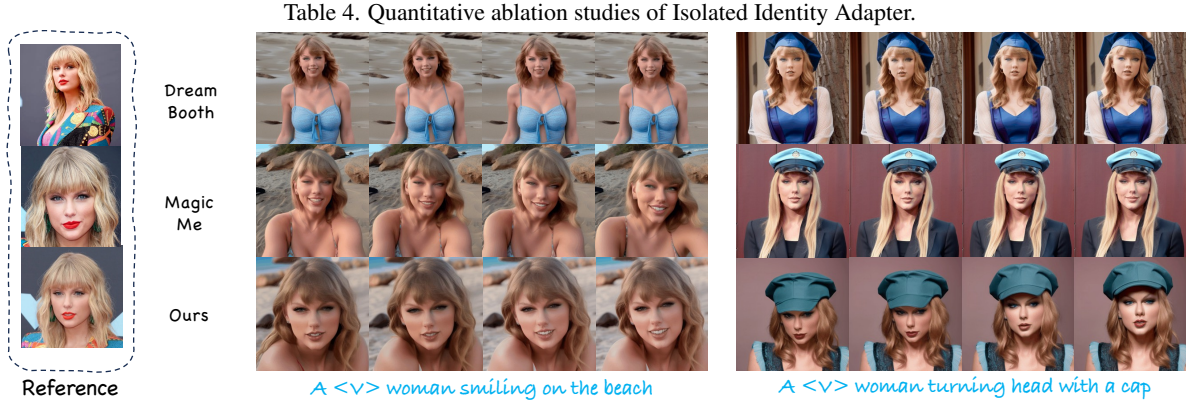 Table 4. Quantitative ablation studies of Isolated Identity Adapter.
Dream
Booth
Magic
Me
Ours
Reference
A <v> woman smiling on the beach
A <v> woman turning head with a cap